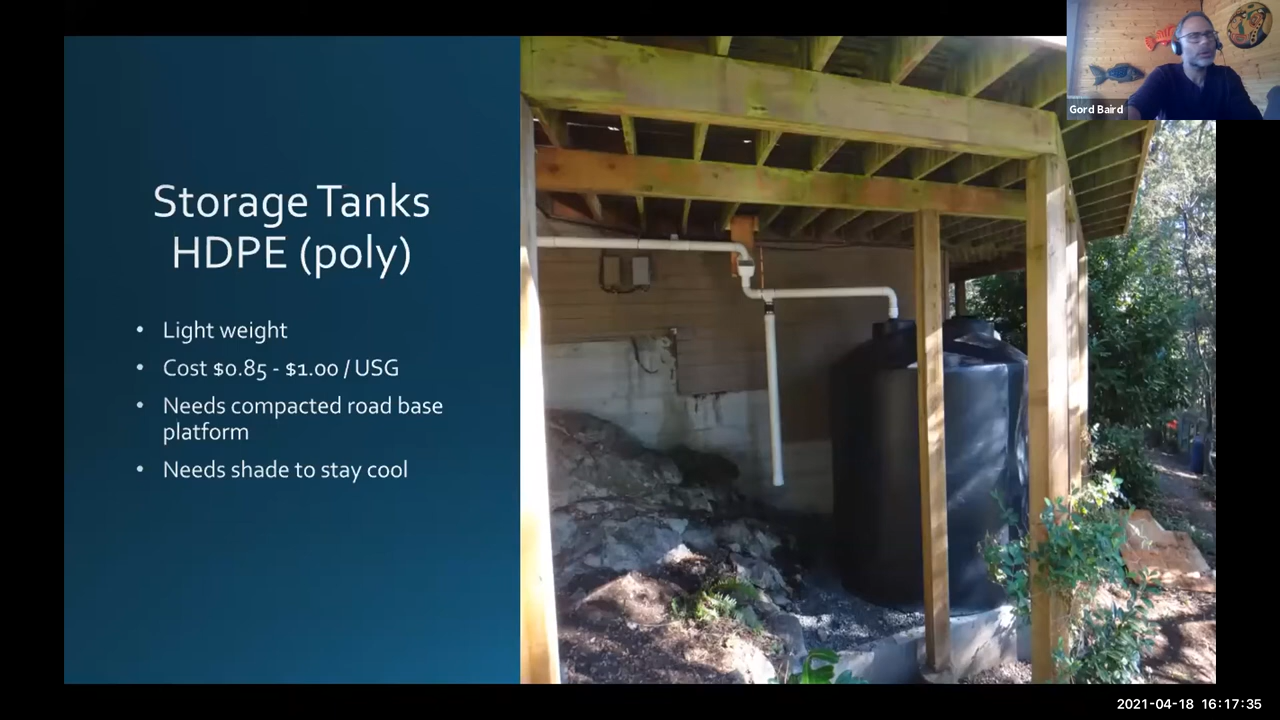 Storage Tanks
HDPE (poly)
• Light weight
• Cost $0.85 - $1.00 / USG
• Needs compacted road base
platform
• Needs shade to stay cool
Gord Baird
2021-04-18 16:17:35